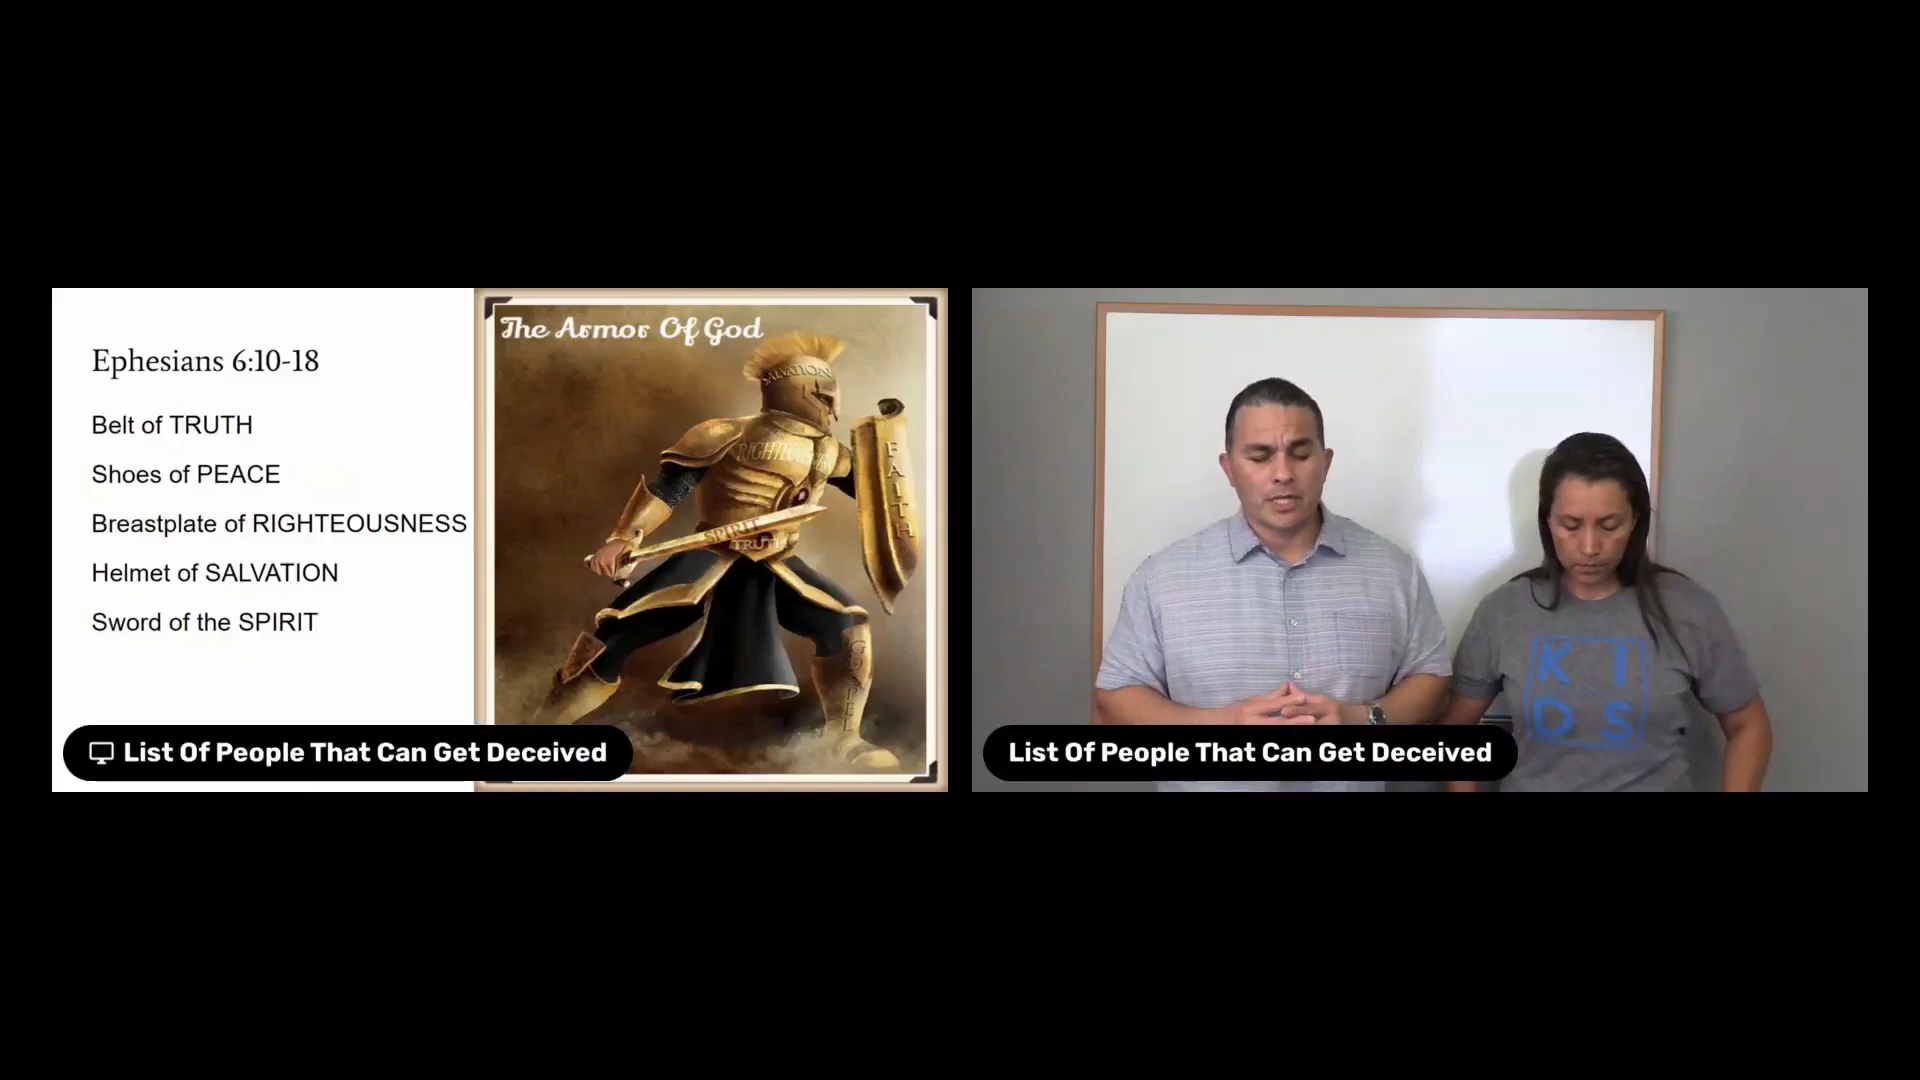 Ephesians 6:10-18
Belt of TRUTH
Shoes of PEACE
Breastplate of RIGHTEOUSNESS
Helmet of SALVATION
Sword of the SPIRIT
The Armor Of God
SALVATION
RIGHTEOUSNESS
FAITH
SPIRIT
TRUTH
GOSPEL
List Of People That Can Get Deceived
KI
DS
List Of People That Can Get Deceived